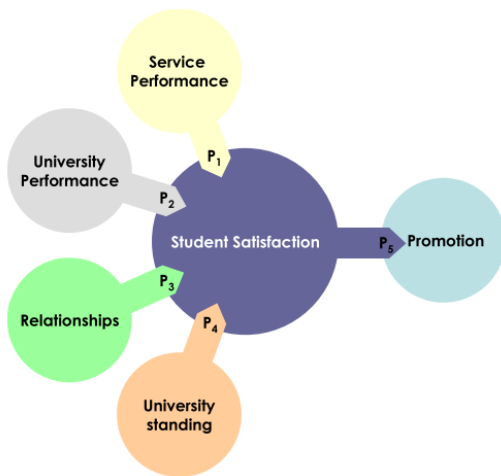 Service
Performance
P1
University
Performance
P2
Student Satisfaction
P5
Promotion
P3
Relationships
P4
University
standing